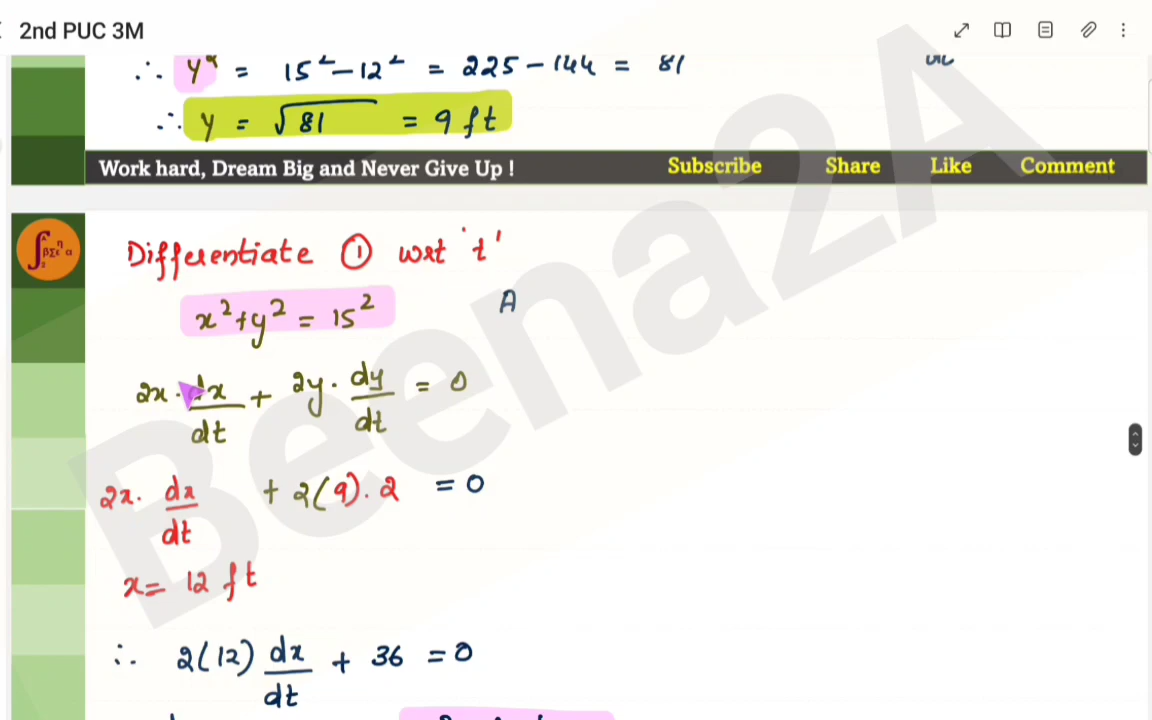 2nd PUC 3M
∴ y² = 15² − 12² = 225 − 144 = 81
∴ y = √81 = 9 ft
Work hard, Dream Big and Never Give Up ! Subscribe Share Like Comment
Differentiate ① wrt 't'
x² + y² = 15² A
2x · dx/dt + 2y · dy/dt = 0
2x · dx/dt + 2(9) · 2 = 0
x = 12 ft
∴ 2(12) dx/dt + 36 = 0
Beena2A